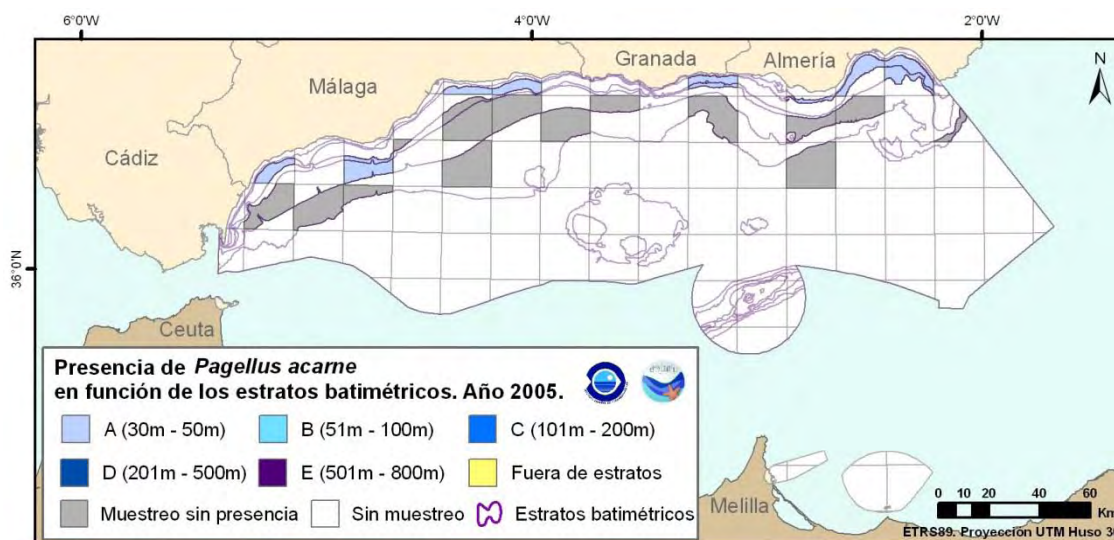 6°0'W 4°0'W 2°0'W
Granada Almería
Málaga
N
Cádiz
36°0'N
Ceuta
Presencia de Pagellus acarne
en función de los estratos batimétricos. Año 2005.
A (30m - 50m) B (51m - 100m) C (101m - 200m)
D (201m - 500m) E (501m - 800m) Fuera de estratos
Muestreo sin presencia Sin muestreo Estratos batimétricos
Melilla
0 10 20 40 60
Km
ETRS89. Proyección UTM Huso